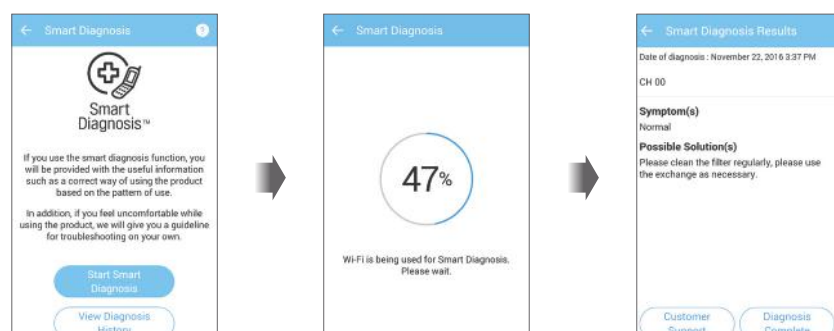 Smart Diagnosis
?
Smart
Diagnosis™
If you use the smart diagnosis function, you
will be provided with the useful information
such as a correct way of using the product
based on the pattern of use.
In addition, if you feel uncomfortable while
using the product, we will give you a guideline
for troubleshooting on your own.
Start Smart
Diagnosis
View Diagnosis
History
Smart Diagnosis
47%
Wi-Fi is being used for Smart Diagnosis.
Please wait.
Smart Diagnosis Results
Date of diagnosis : November 22, 2016 3:37 PM
CH 00
Symptom(s)
Normal
Possible Solution(s)
Please clean the filter regularly, please use
the exchange as necessary.
Customer
Support
Diagnosis
Complete